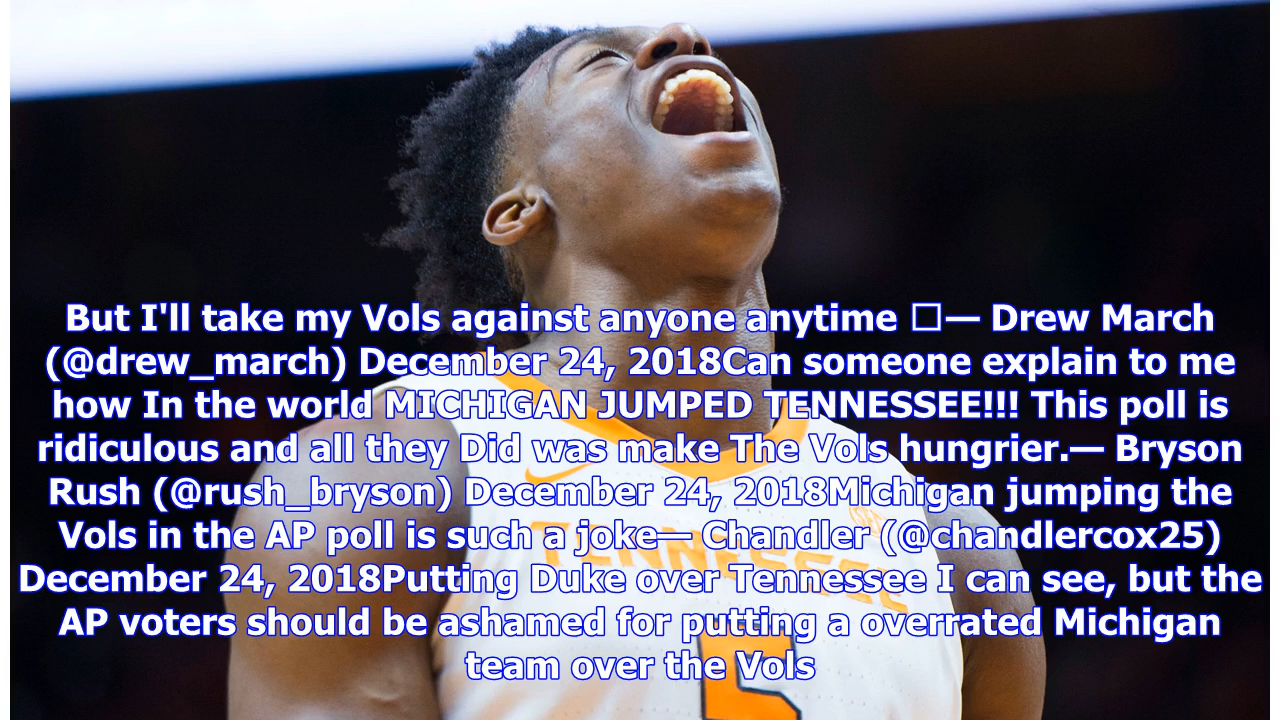 But I'll take my Vols against anyone anytime □— Drew March
(@drew_march) December 24, 2018Can someone explain to me
how In the world MICHIGAN JUMPED TENNESSEE!!! This poll is
ridiculous and all they Did was make The Vols hungrier.— Bryson
Rush (@rush_bryson) December 24, 2018Michigan jumping the
Vols in the AP poll is such a joke— Chandler (@chandlercox25)
December 24, 2018Putting Duke over Tennessee I can see, but the
AP voters should be ashamed for putting a overrated Michigan
team over the Vols
TENNESSEE
5